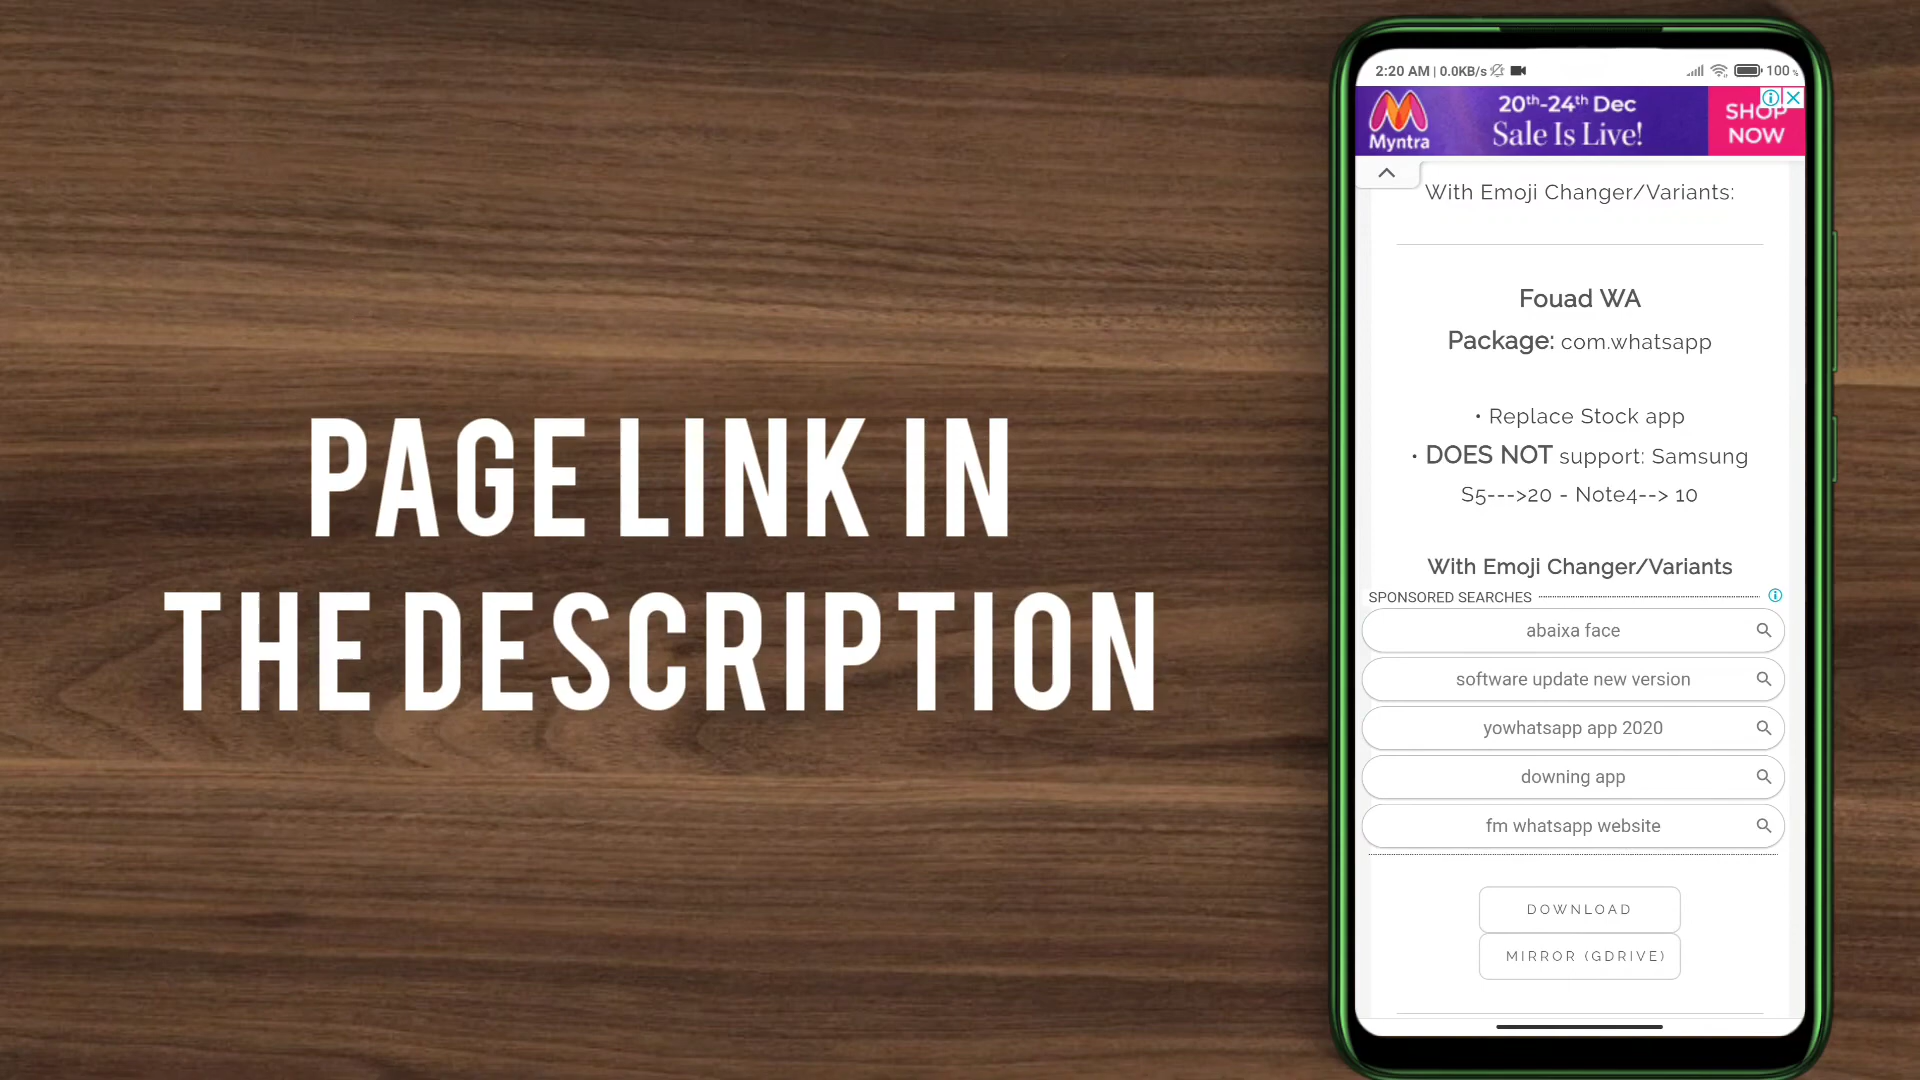 PAGE LINK IN
THE DESCRIPTION
2:20 AM | 0.0KB/s
100 %
Myntra
20th-24th Dec
Sale Is Live!
SHOP
NOW
With Emoji Changer/Variants:
Fouad WA
Package: com.whatsapp
• Replace Stock app
• DOES NOT support: Samsung
S5--->20 - Note4--> 10
With Emoji Changer/Variants
SPONSORED SEARCHES
abaixa face
software update new version
yowhatsapp app 2020
downing app
fm whatsapp website
DOWNLOAD
MIRROR (GDRIVE)